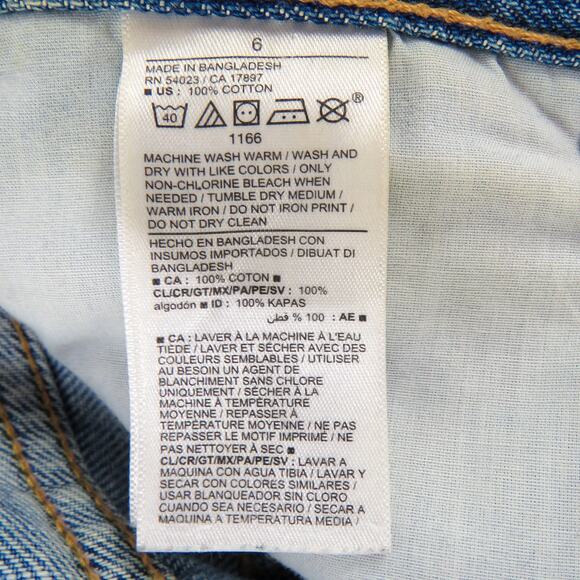 6
MADE IN BANGLADESH
RN 54023 / CA 17897
■ US: 100% COTTON
40
®
1166
MACHINE WASH WARM / WASH AND
DRY WITH LIKE COLORS / ONLY
NON-CHLORINE BLEACH WHEN
NEEDED / TUMBLE DRY MEDIUM /
WARM IRON / DO NOT IRON PRINT /
DO NOT DRY CLEAN
HECHO EN BANGLADESH CON
INSUMOS IMPORTADOS / DIBUAT DI
BANGLADESH
■ CA : 100% COTON ■
CL/CR/GT/MX/PA/PE/SV : 100%
algodón ■ ID : 100% KAPAS
■ AE : 100 % قطن
■ CA : LAVER À LA MACHINE À L'EAU
TIÈDE / LAVER ET SÉCHER AVEC DES
COULEURS SEMBLABLES / UTILISER
AU BESOIN UN AGENT DE
BLANCHIMENT SANS CHLORE
UNIQUEMENT / SÉCHER À LA
MACHINE À TEMPÉRATURE
MOYENNE / REPASSER À
TEMPÉRATURE MOYENNE / NE PAS
REPASSER LE MOTIF IMPRIMÉ / NE
PAS NETTOYER À SEC ■
CL/CR/GT/MX/PA/PE/SV : LAVAR A
MAQUINA CON AGUA TIBIA / LAVAR Y
SECAR CON COLORES SIMILARES /
USAR BLANQUEADOR SIN CLORO
CUANDO SEA NECESARIO / SECAR A
MAQUINA A TEMPERATURA MEDIA /